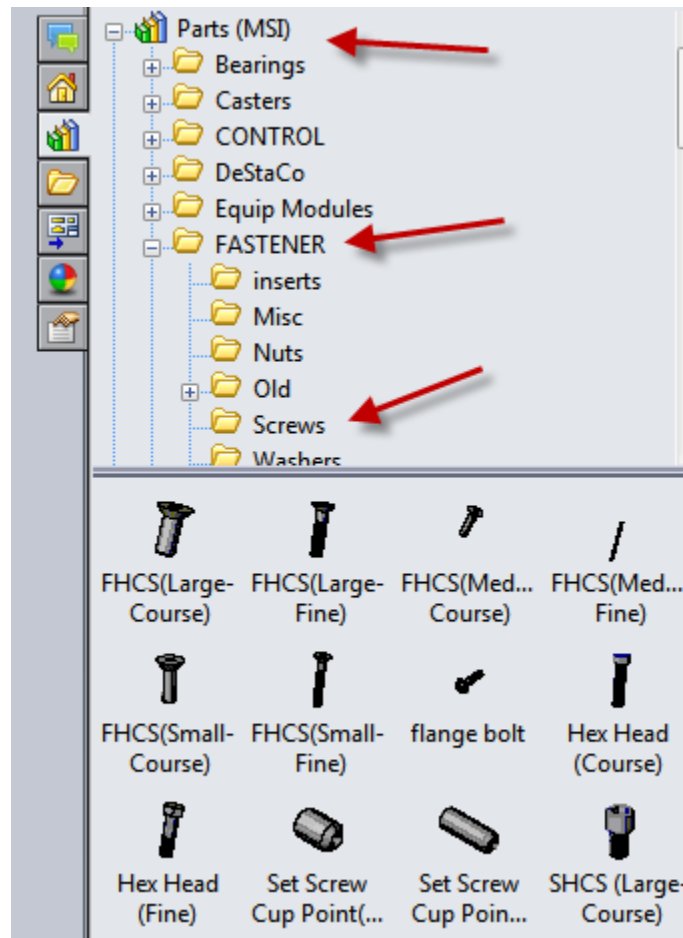 Parts (MSI)
Bearings
Casters
CONTROL
DeStaCo
Equip Modules
FASTENER
inserts
Misc
Nuts
Old
Screws
Washers
FHCS(Large-
Course)
FHCS(Large-
Fine)
FHCS(Med...
Course)
FHCS(Med...
Fine)
FHCS(Small-
Course)
FHCS(Small-
Fine)
flange bolt
Hex Head
(Course)
Hex Head
(Fine)
Set Screw
Cup Point(...
Set Screw
Cup Poin...
SHCS (Large-
Course)